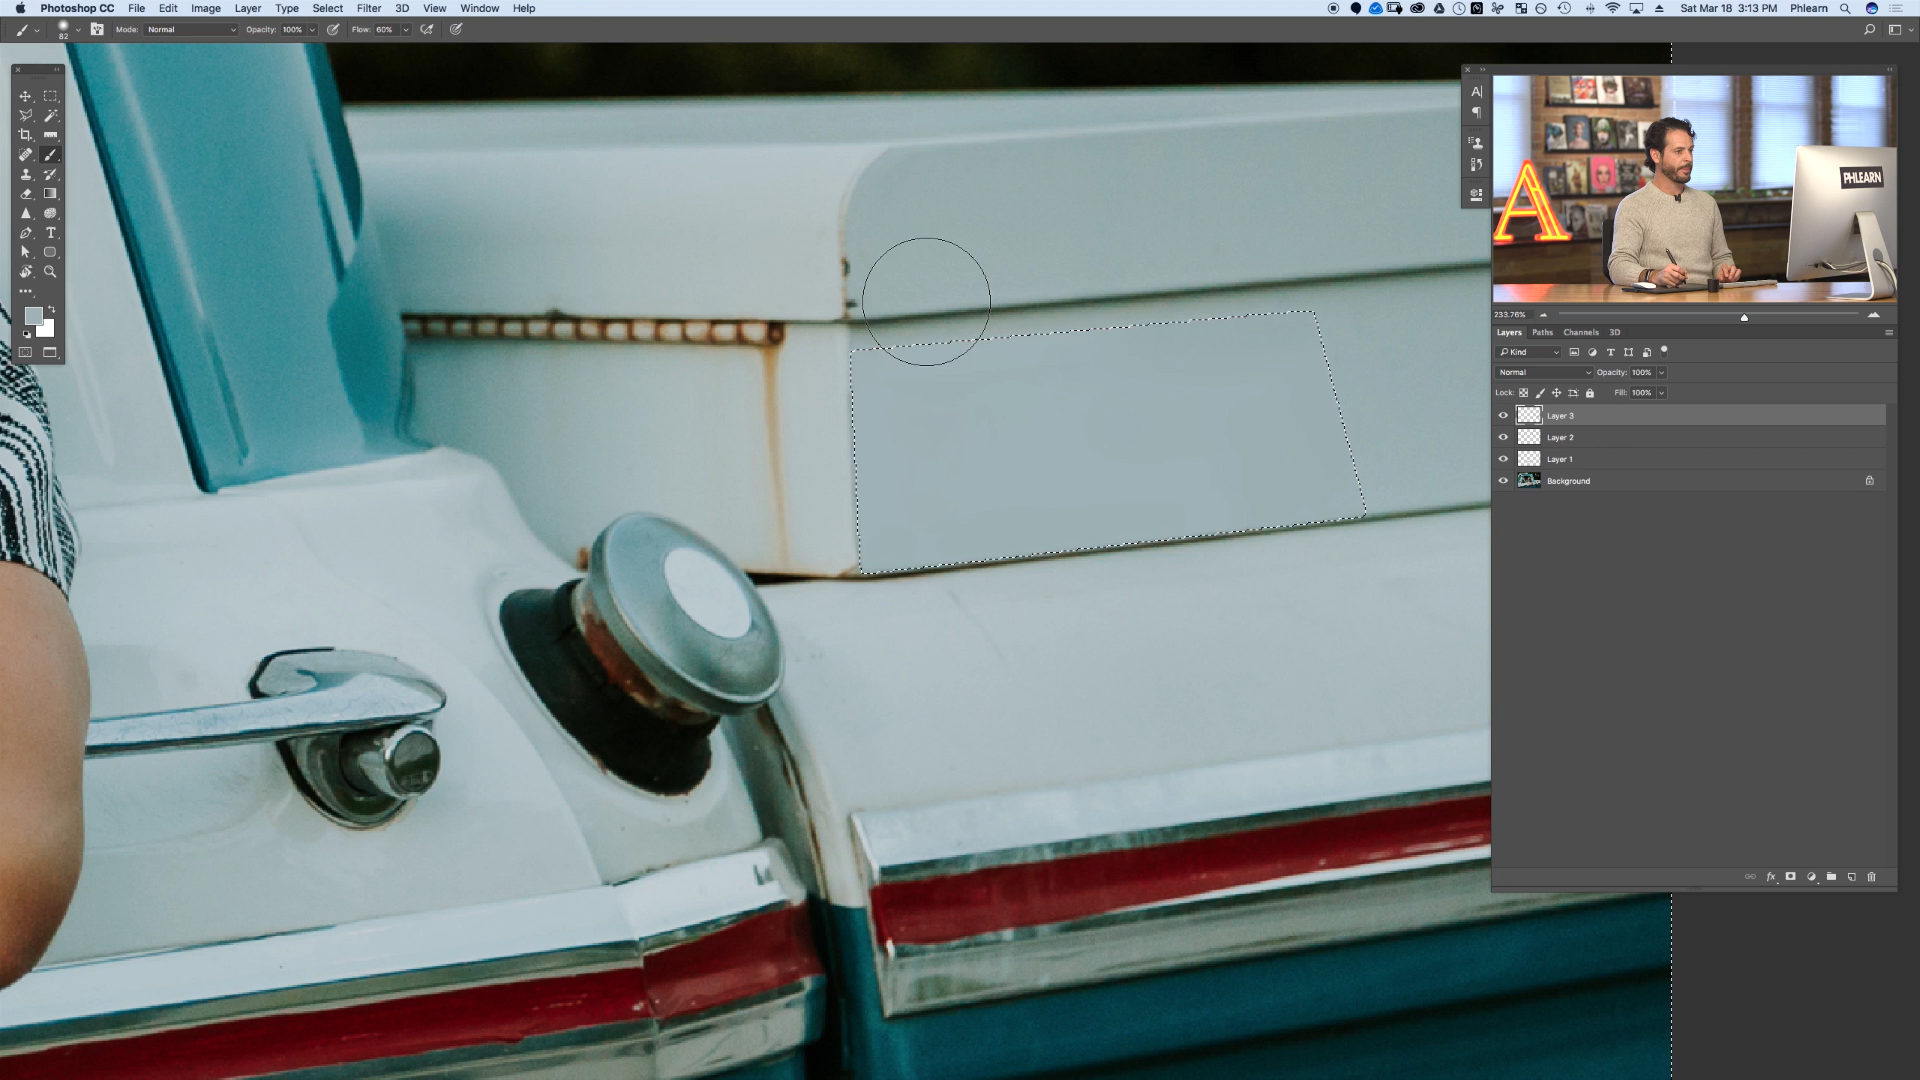 Photoshop CC File Edit Image Layer Type Select Filter 3D View Window Help Sat Mar 18 3:13 PM Phlearn
82 Mode: Normal Opacity: 100% Flow: 60%
A|
PHLEARN
A
233.76%
Layers Paths Channels 3D
Kind
Normal Opacity: 100%
Lock: Fill: 100%
Layer 3
Layer 2
Layer 1
Background
fx